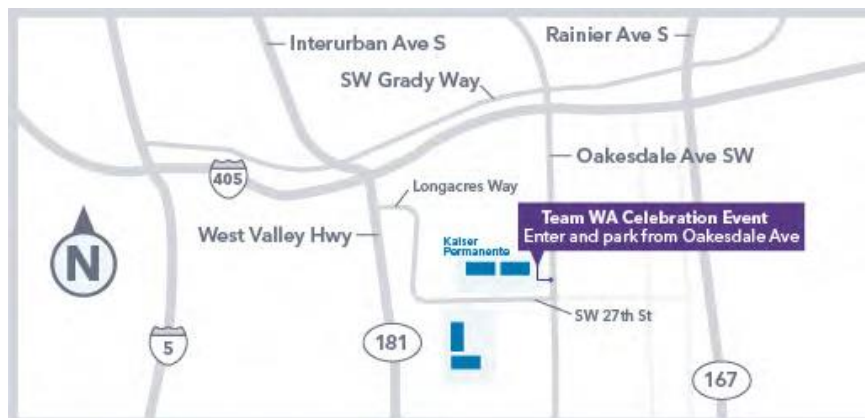 Interurban Ave S
Rainier Ave S
SW Grady Way
Oakesdale Ave SW
405
Longacres Way
Team WA Celebration Event
Enter and park from Oakesdale Ave
West Valley Hwy
Kaiser
Permanente
N
SW 27th St
5
181
167